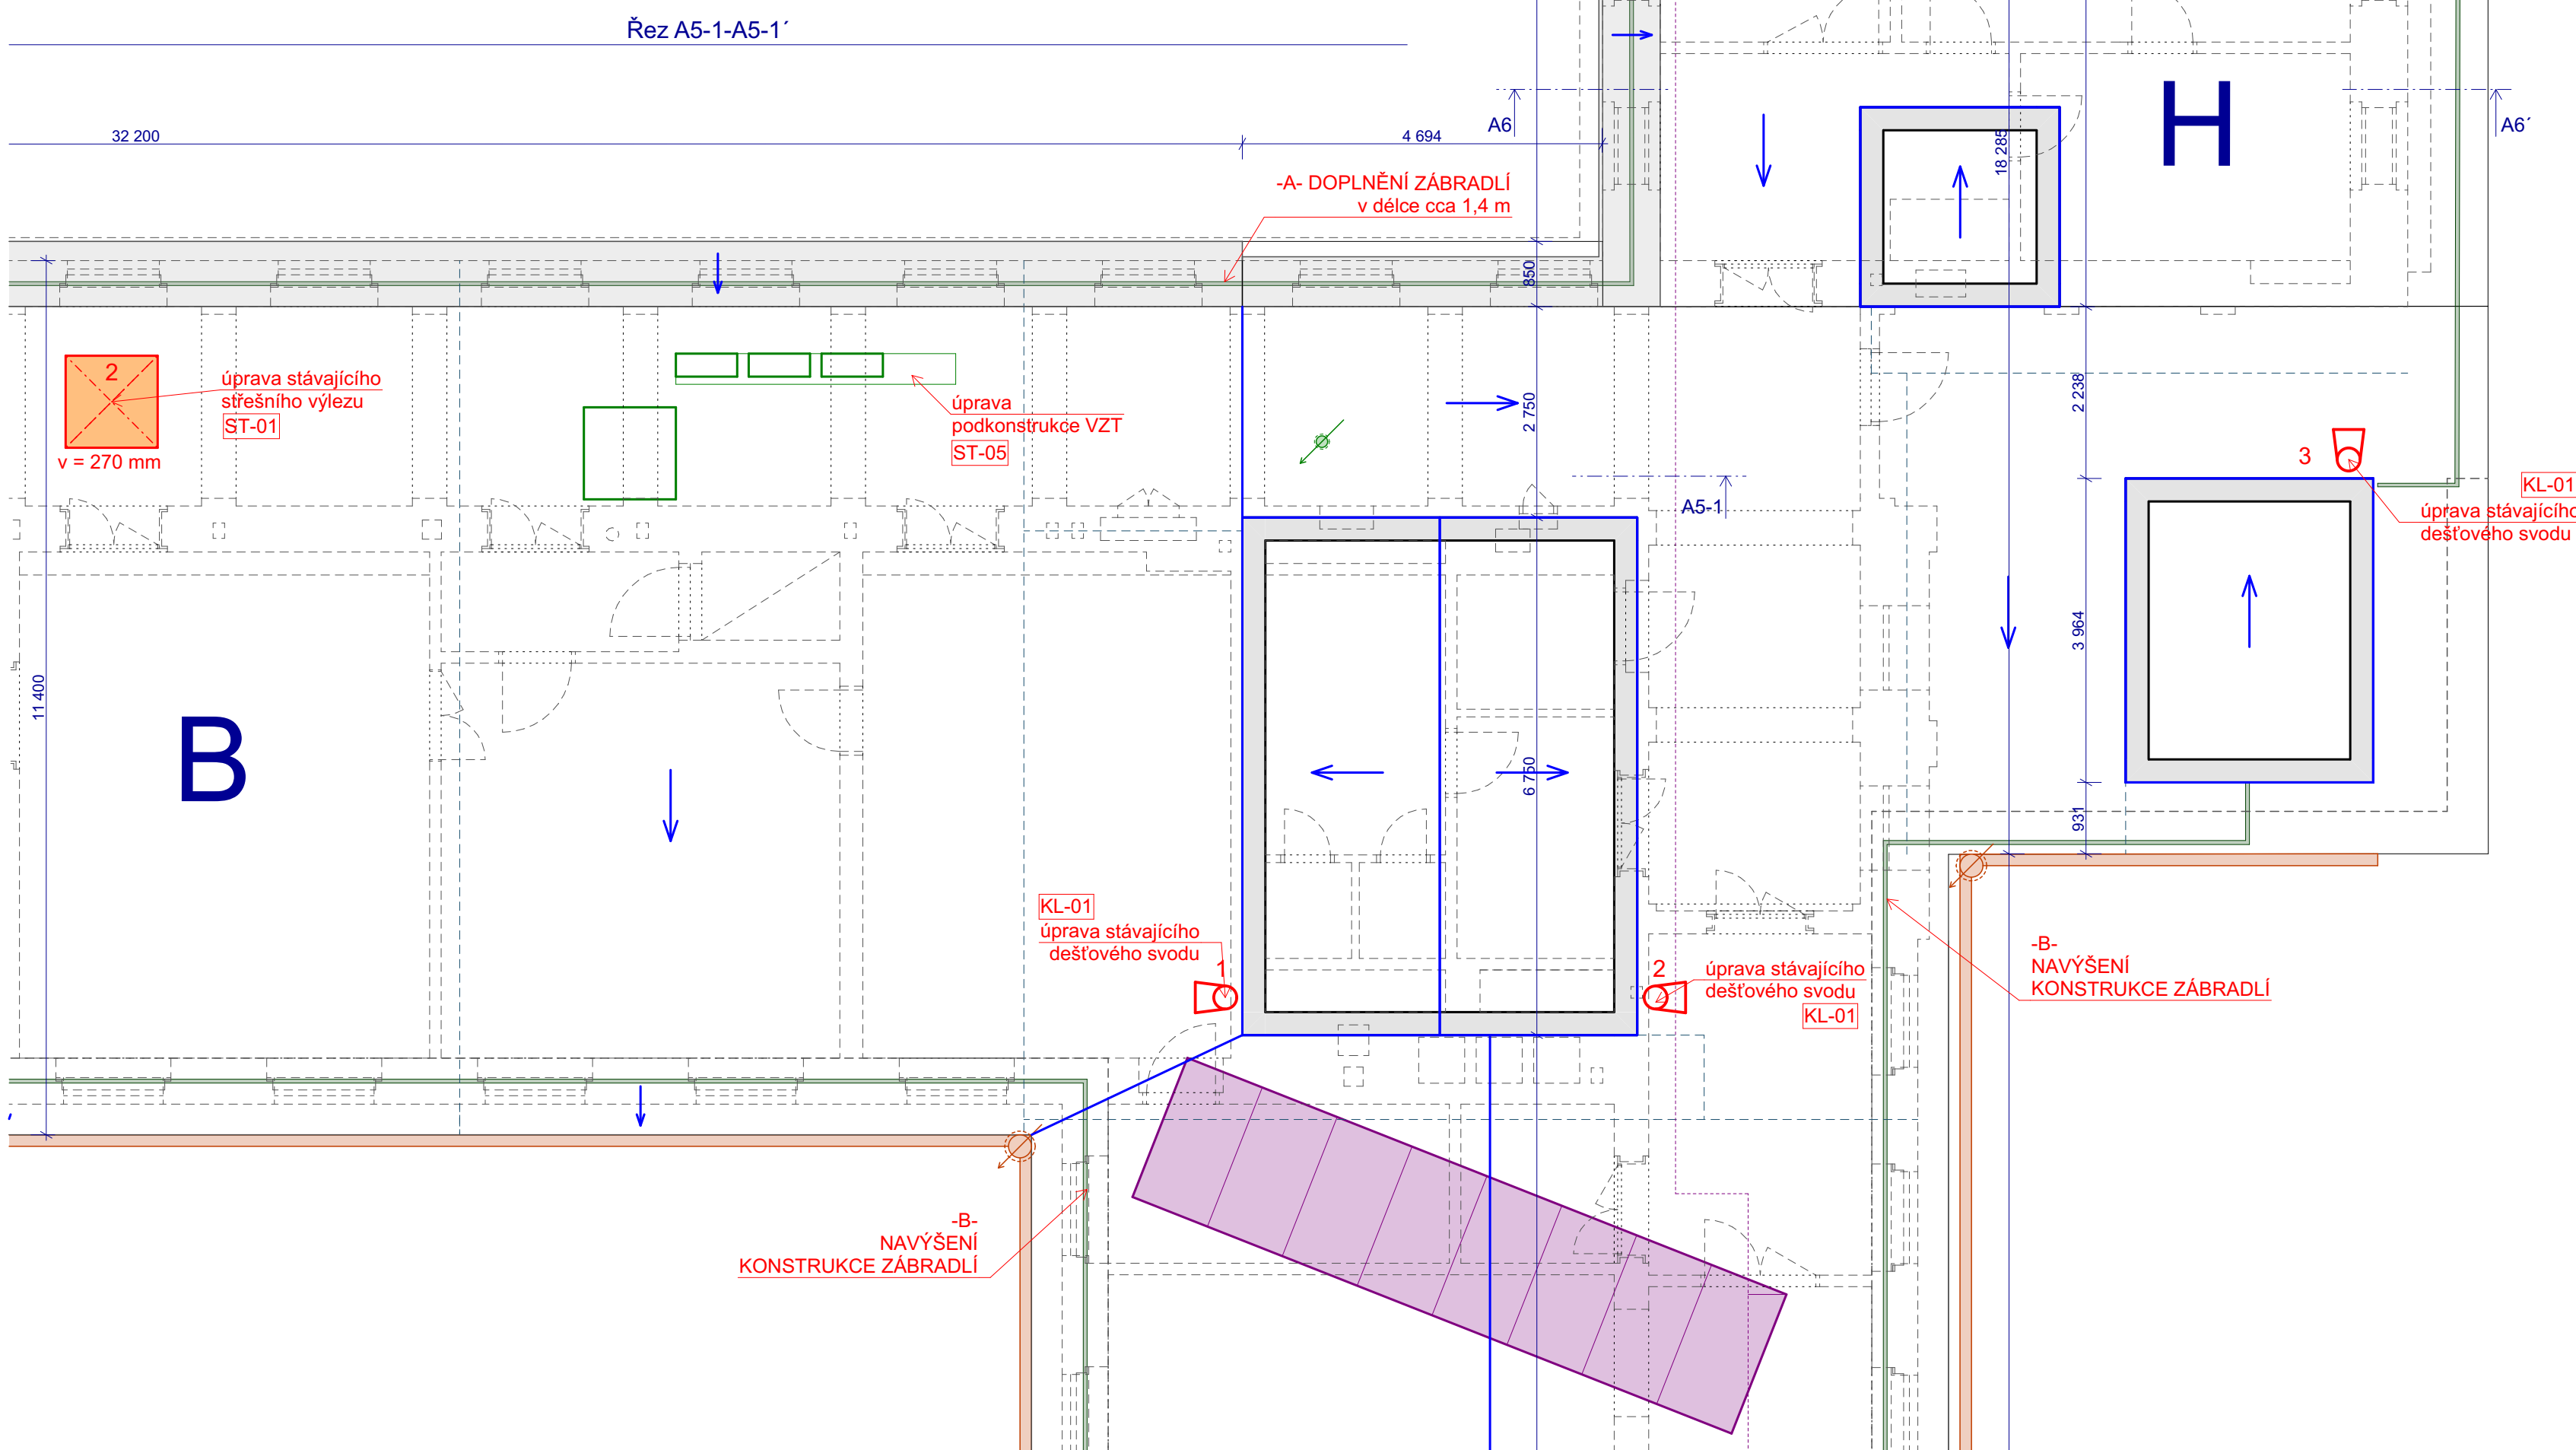 Řez A5-1-A5-1´
32 200
4 694
A6
H
A6´
18 285
-A- DOPLNĚNÍ ZÁBRADLÍ
v délce cca 1,4 m
850
2
úprava stávajícího
střešního výlezu
ST-01
v = 270 mm
úprava
podkonstrukce VZT
ST-05
2 750
2 238
3
KL-01
úprava stávajícího
dešťového svodu
A5-1
11 400
B
6 750
3 964
931
KL-01
úprava stávajícího
dešťového svodu
1
2
úprava stávajícího
dešťového svodu
KL-01
-B-
NAVÝŠENÍ
KONSTRUKCE ZÁBRADLÍ
-B-
NAVÝŠENÍ
KONSTRUKCE ZÁBRADLÍ